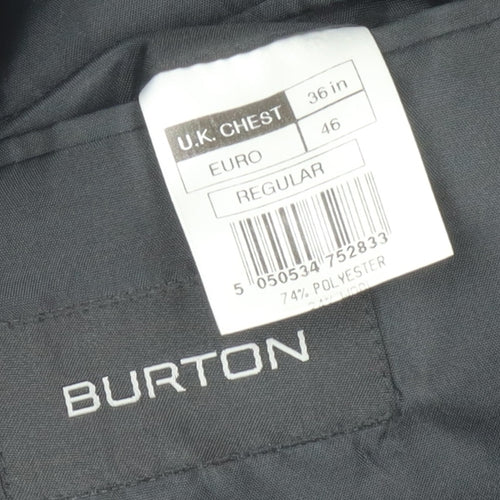 U.K. CHEST 36 in
EURO 46
REGULAR
5 050534 752833
74% POLYESTER
BURTON